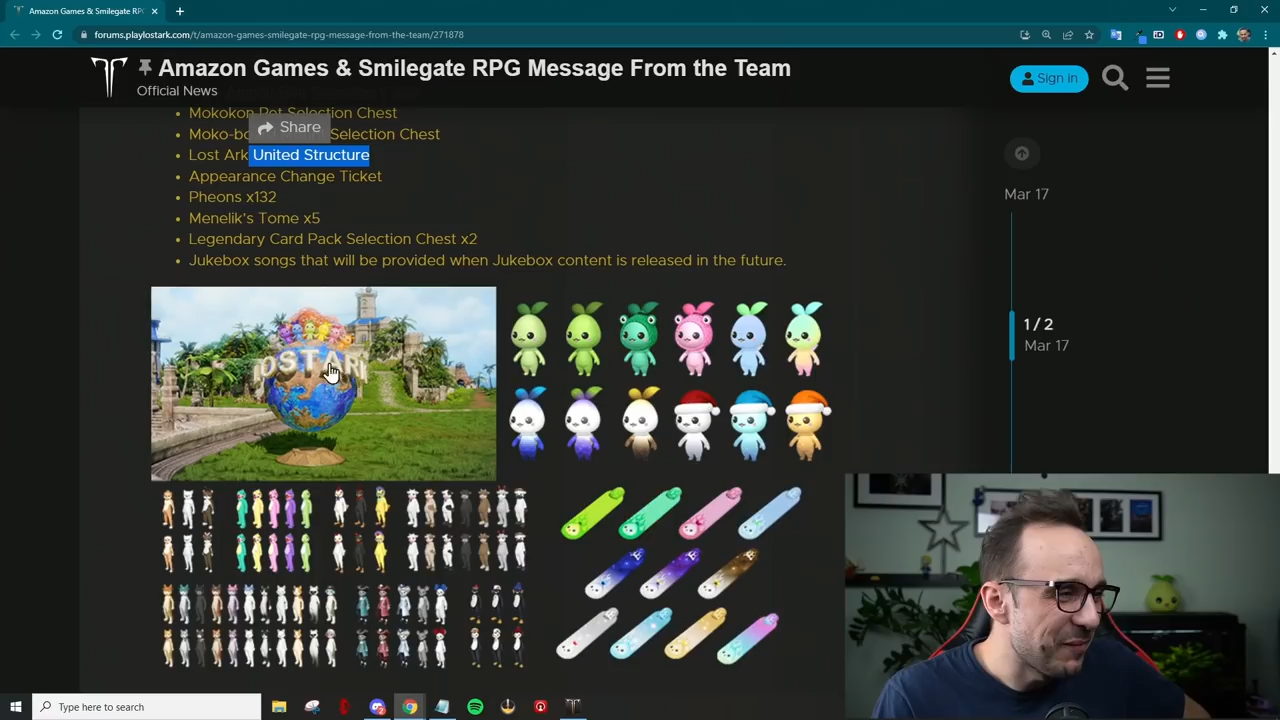 Amazon Games & Smilegate RPG
forums.playlostark.com/t/amazon-games-smilegate-rpg-message-from-the-team/271878
Amazon Games & Smilegate RPG Message From the Team
Official News
Sign in
Mokokon Pet Selection Chest
Share
Moko-bo Selection Chest
Lost Ark United Structure
Appearance Change Ticket
Pheons x132
Menelik's Tome x5
Legendary Card Pack Selection Chest x2
Jukebox songs that will be provided when Jukebox content is released in the future.
LOSTARK
Mar 17
1 / 2
Mar 17
Type here to search